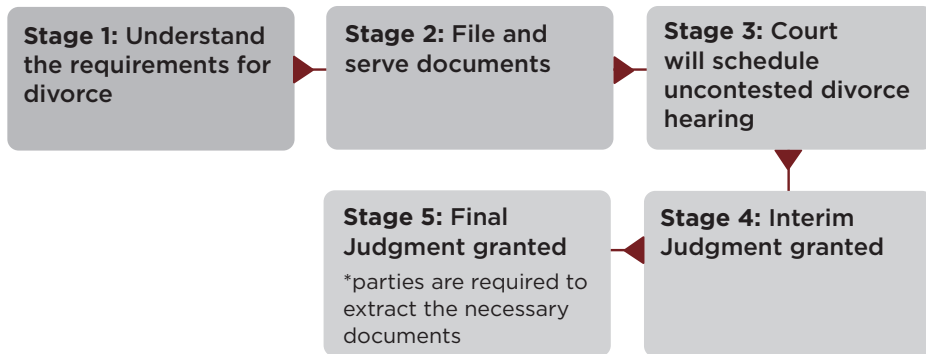 Stage 1: Understand
the requirements for
divorce
Stage 2: File and
serve documents
Stage 3: Court
will schedule
uncontested divorce
hearing
Stage 4: Interim
Judgment granted
Stage 5: Final
Judgment granted
*parties are required to
extract the necessary
documents